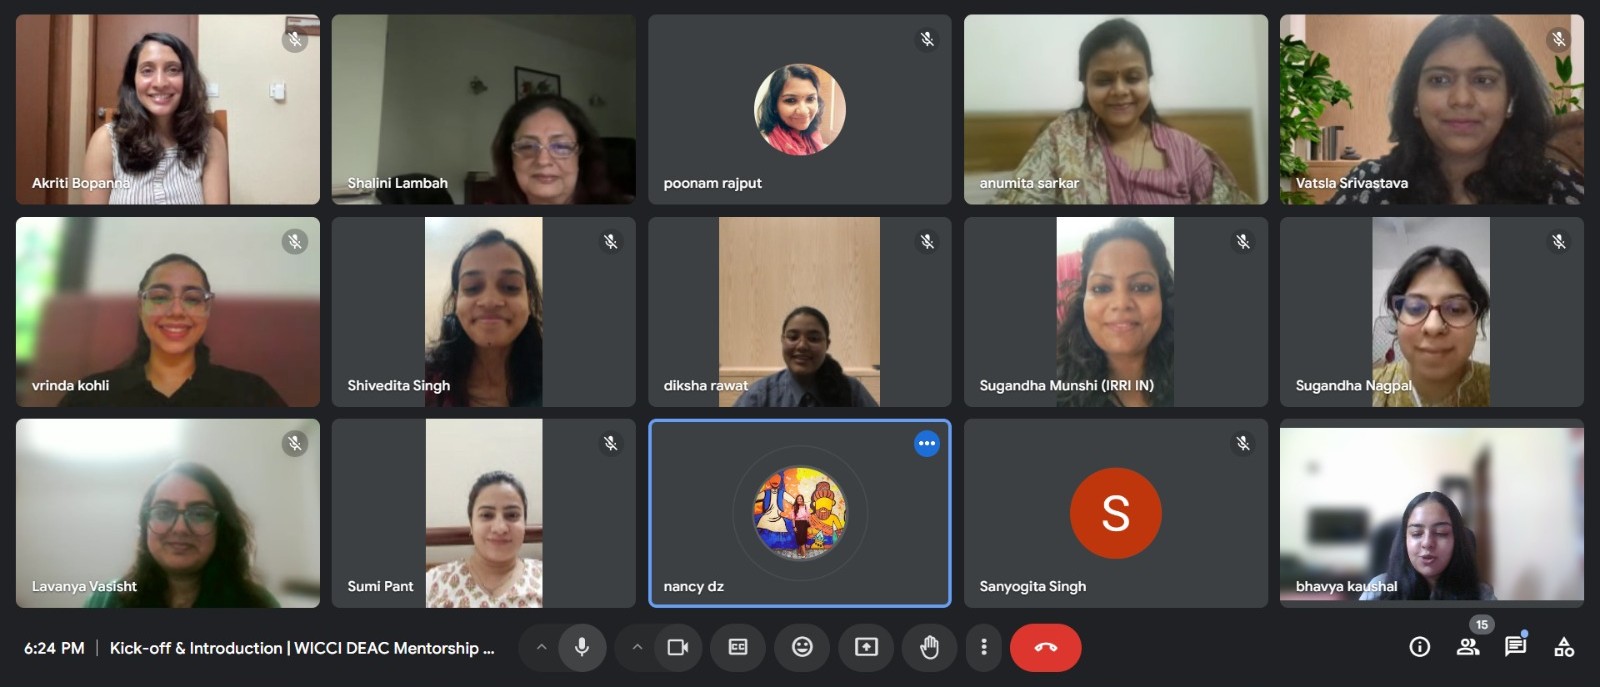 Akriti Bopanna
Shalini Lambah
poonam rajput
anumita sarkar
Vatsla Srivastava
vrinda kohli
Shivedita Singh
diksha rawat
Sugandha Munshi (IRRI IN)
Sugandha Nagpal
Lavanya Vasisht
Sumi Pant
nancy dz
S
Sanyogita Singh
bhavya kaushal
6:24 PM | Kick-off & Introduction | WICCI DEAC Mentorship ...
CC
15